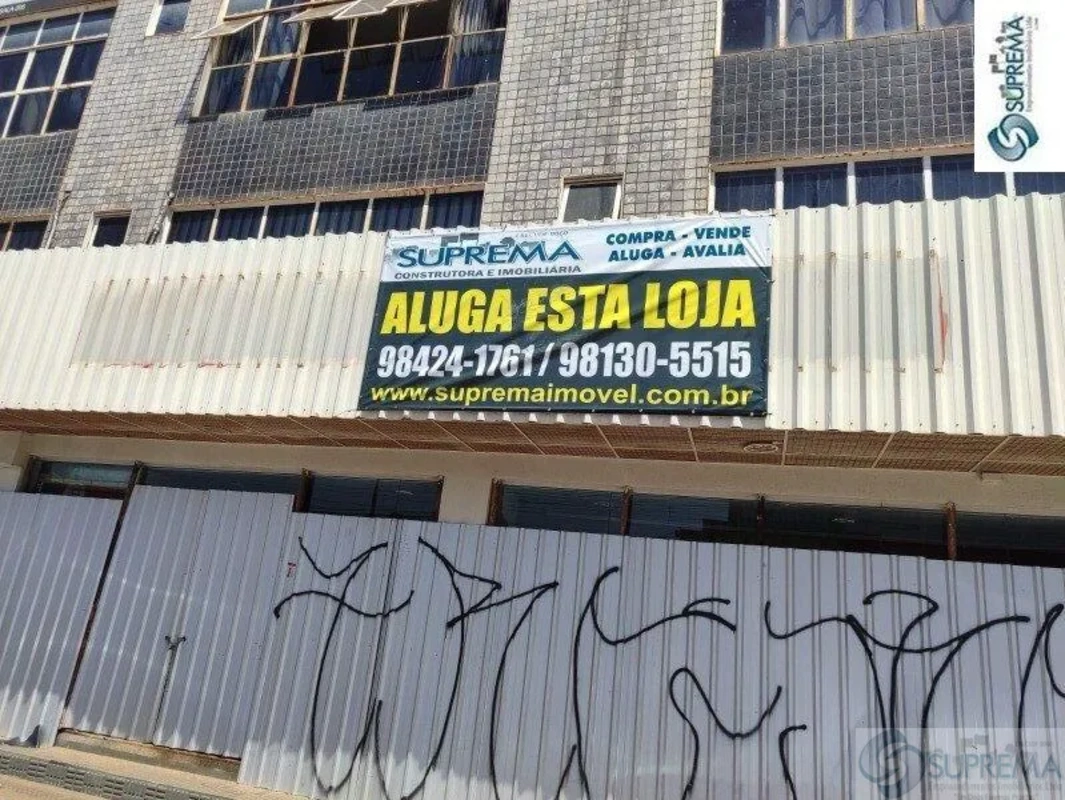 SUPREMA
CONSTRUTORA E IMOBILIÁRIA
COMPRA - VENDE
ALUGA - AVALIA
ALUGA ESTA LOJA
98424-1761 / 98130-5515
www.supremaimovel.com.br
SUPREMA
SUPREMA